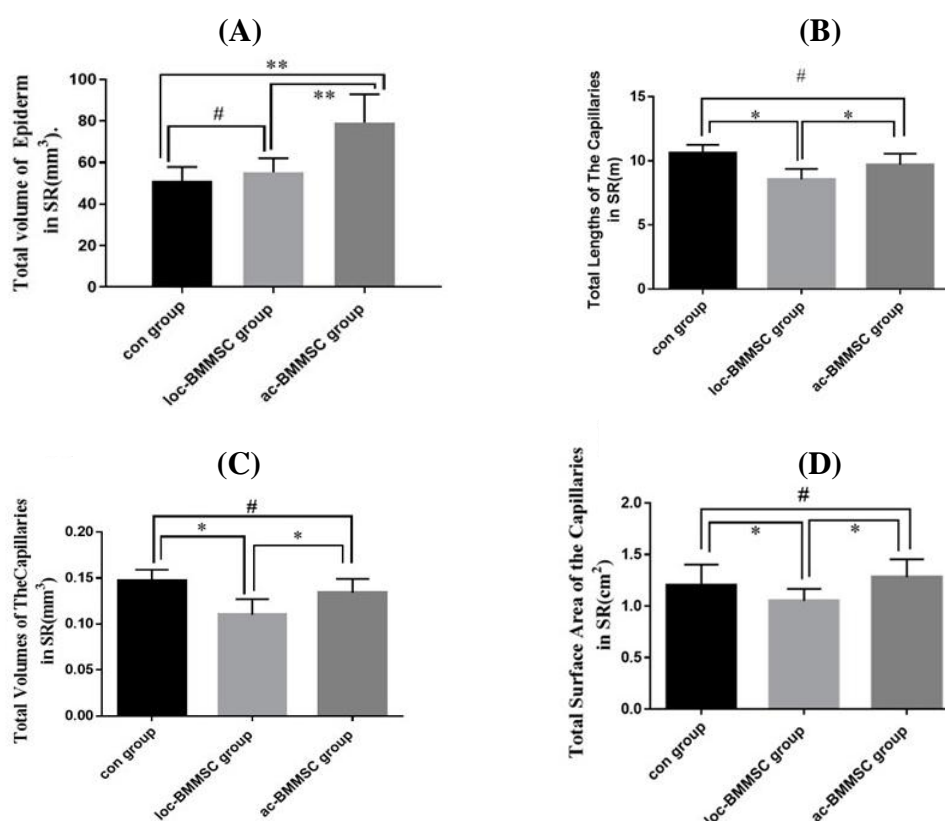 (A)
Total volume of Epiderm
in SR(mm³).
100
80
60
40
20
0
**
#
**
con group
loc-BMMSC group
ac-BMMSC group
(B)
Total Lengths of The Capillaries
in SR(m)
15
10
5
0
#
*
*
con group
loc-BMMSC group
ac-BMMSC group
(C)
Total Volumes of TheCapillaries
in SR(mm³)
0.20
0.15
0.10
0.05
0.00
#
*
*
con group
loc-BMMSC group
ac-BMMSC group
(D)
Total Surface Area of the Capillaries
in SR(cm²)
2.0
1.5
1.0
0.5
0.0
#
*
*
con group
loc-BMMSC group
ac-BMMSC group